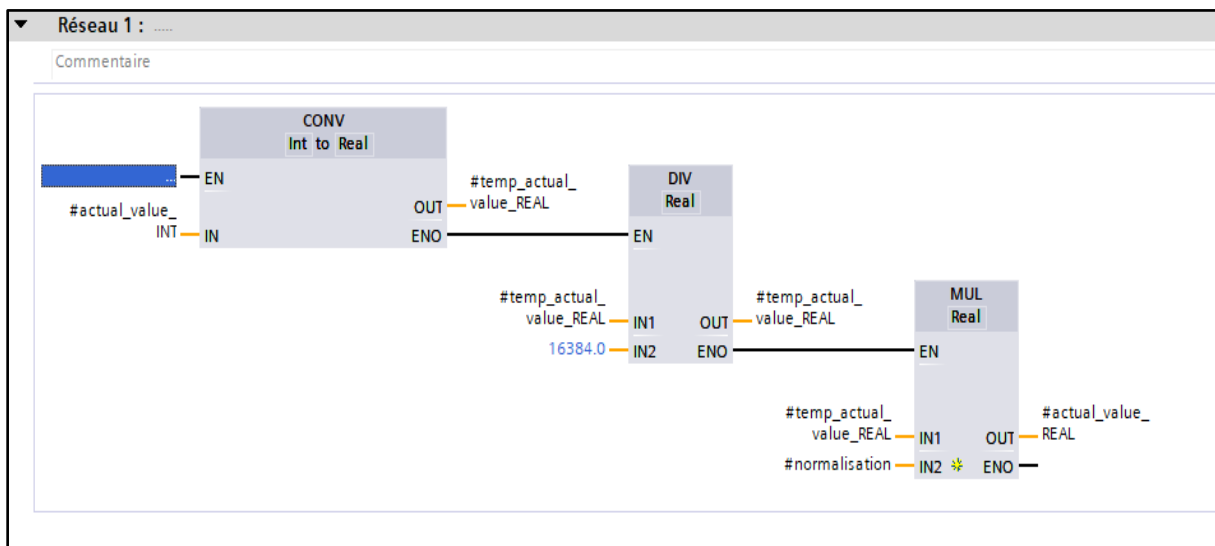 Réseau 1 : .....
Commentaire
CONV
Int to Real
... EN
#actual_value_
INT IN
#temp_actual_
OUT value_REAL
ENO
DIV
Real
EN
#temp_actual_
value_REAL IN1
16384.0 IN2
#temp_actual_
OUT value_REAL
ENO
MUL
Real
EN
#temp_actual_
value_REAL IN1
#normalisation IN2
#actual_value_
OUT REAL
ENO